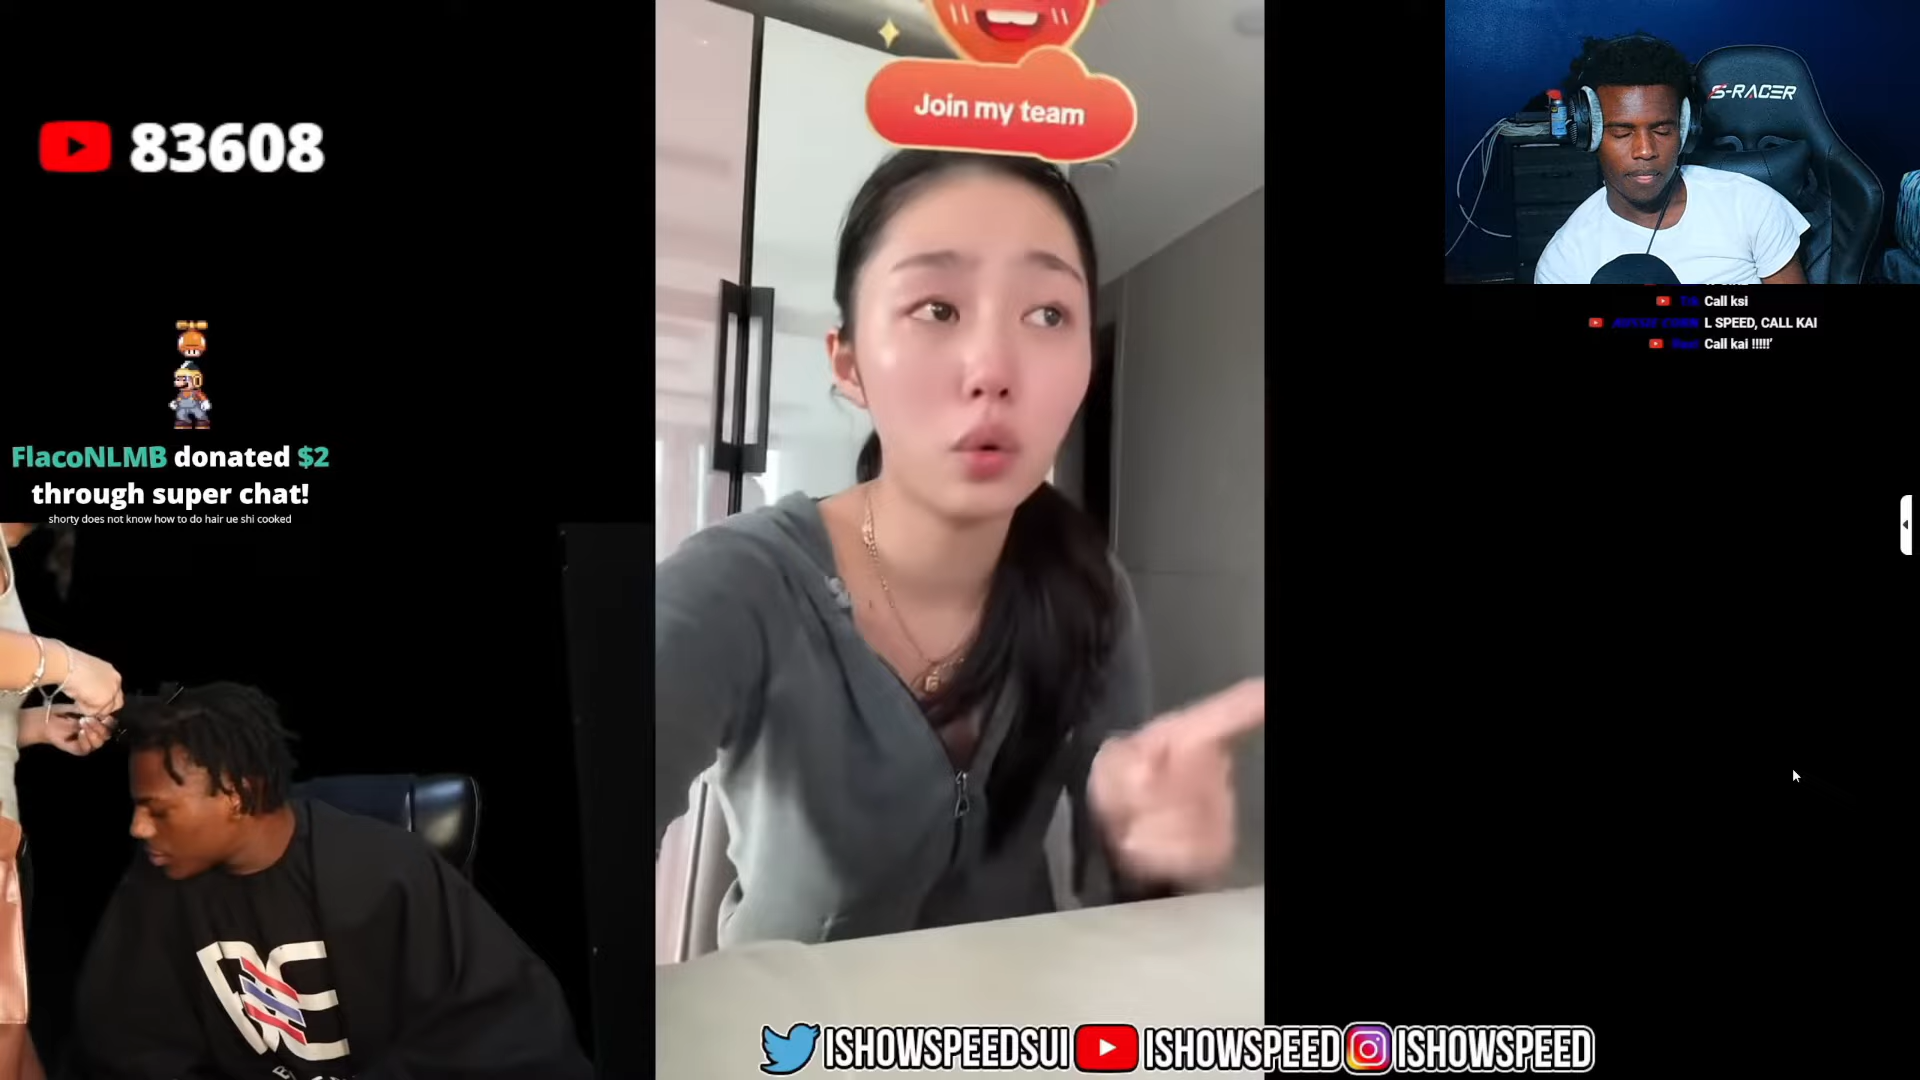 83608
FlacoNLMB donated $2
through super chat!
shorty does not know how to do hair ue shi cooked
Join my team
S-RACER
Call ksi
L SPEED, CALL KAI
Call kai !!!!!'
ISHOWSPEEDSUI ISHOWSPEED ISHOWSPEED